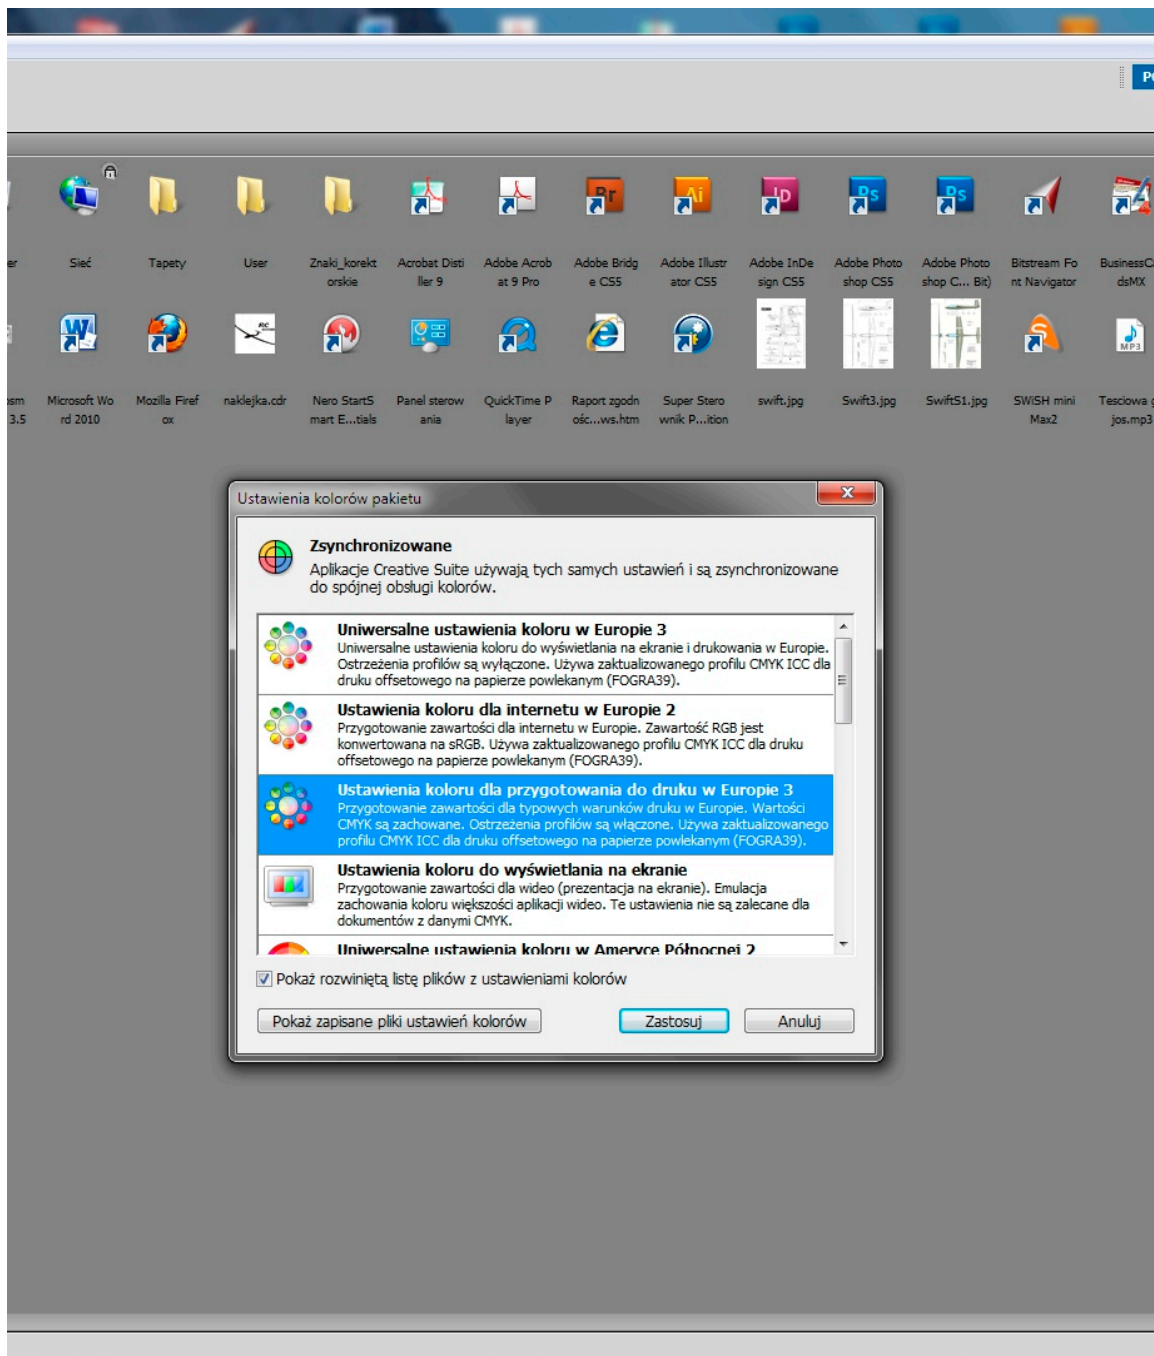 Sieć Tapety User Znaki_korekt Acrobat Disti Adobe Acrob Adobe Bridg Adobe Illustr Adobe InDe Adobe Photo Adobe Photo Bitstream Fo
orskie ller 9 at 9 Pro e CS5 ator CS5 sign CS5 shop CS5 shop C... Bit) nt Navigator dsMX
Microsoft Wo Mozilla Firef naklejka.cdr Nero StartS Panel sterow QuickTime P Raport zgodn Super Stero swift.jpg Swift3.jpg SwiftS1.jpg SWiSH mini Tesciowa
3.5 rd 2010 ox mart E...tials ania layer ośc...ws.htm wnik P...ition Max2 jos.mp3
Ustawienia kolorów pakietu
Zsynchronizowane
Aplikacje Creative Suite używają tych samych ustawień i są zsynchronizowane
do spójnej obsługi kolorów.
Uniwersalne ustawienia koloru w Europie 3
Uniwersalne ustawienia koloru do wyświetlania na ekranie i drukowania w Europie.
Ostrzeżenia profilów są wyłączone. Używa zaktualizowanego profilu CMYK ICC dla
druku offsetowego na papierze powlekanym (FOGRA39).
Ustawienia koloru dla internetu w Europie 2
Przygotowanie zawartości dla internetu w Europie. Zawartość RGB jest
konwertowana na sRGB. Używa zaktualizowanego profilu CMYK ICC dla druku
offsetowego na papierze powlekanym (FOGRA39).
Ustawienia koloru dla przygotowania do druku w Europie 3
Przygotowanie zawartości dla typowych warunków druku w Europie. Wartości
CMYK są zachowane. Ostrzeżenia profilów są włączone. Używa zaktualizowanego
profilu CMYK ICC dla druku offsetowego na papierze powlekanym (FOGRA39).
Ustawienia koloru do wyświetlania na ekranie
Przygotowanie zawartości dla wideo (prezentacja na ekranie). Emulacja
zachowania koloru większości aplikacji wideo. Te ustawienia nie są zalecane dla
dokumentów z danymi CMYK.
Uniwersalne ustawienia koloru w Ameryce Północnej 2
Pokaż rozwiniętą listę plików z ustawieniami kolorów
Pokaż zapisane pliki ustawień kolorów Zastosuj Anuluj